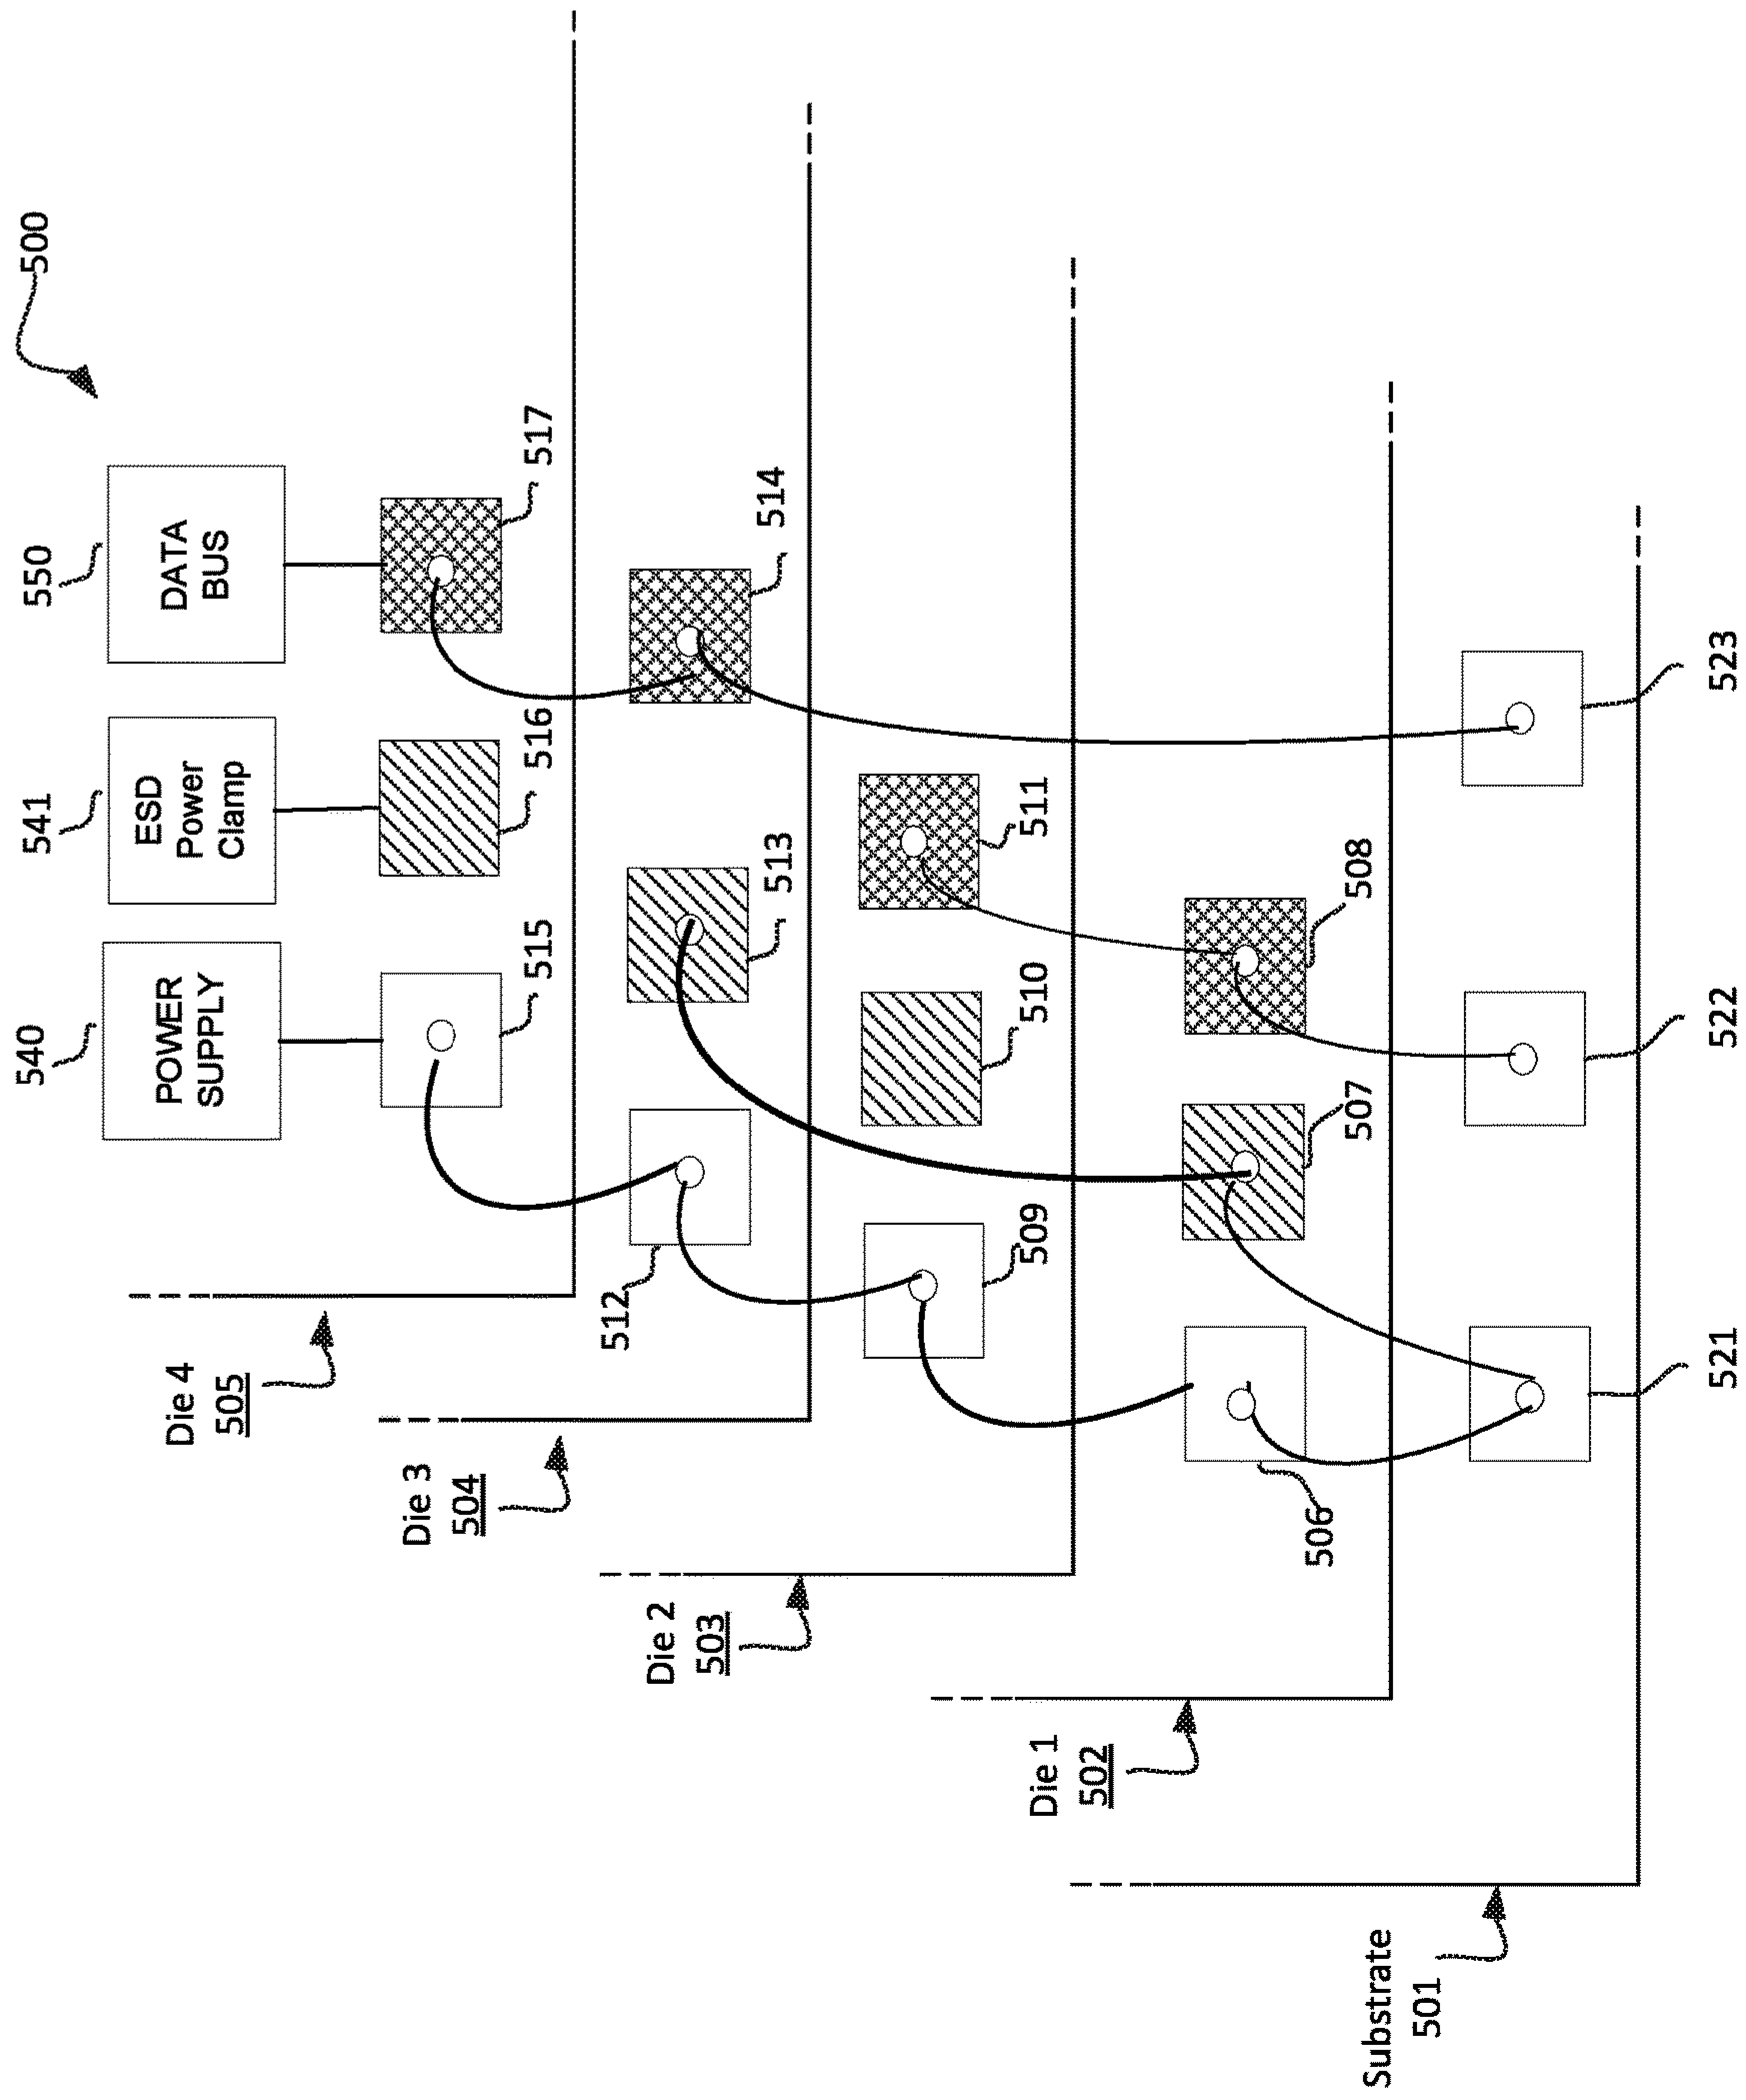 500
540
541
550
POWER
SUPPLY
ESD
Power
Clamp
DATA
BUS
Die 4
505
515
516
517
Die 3
504
512
513
514
Die 2
503
509
510
511
Die 1
502
506
507
508
Substrate
501
521
522
523